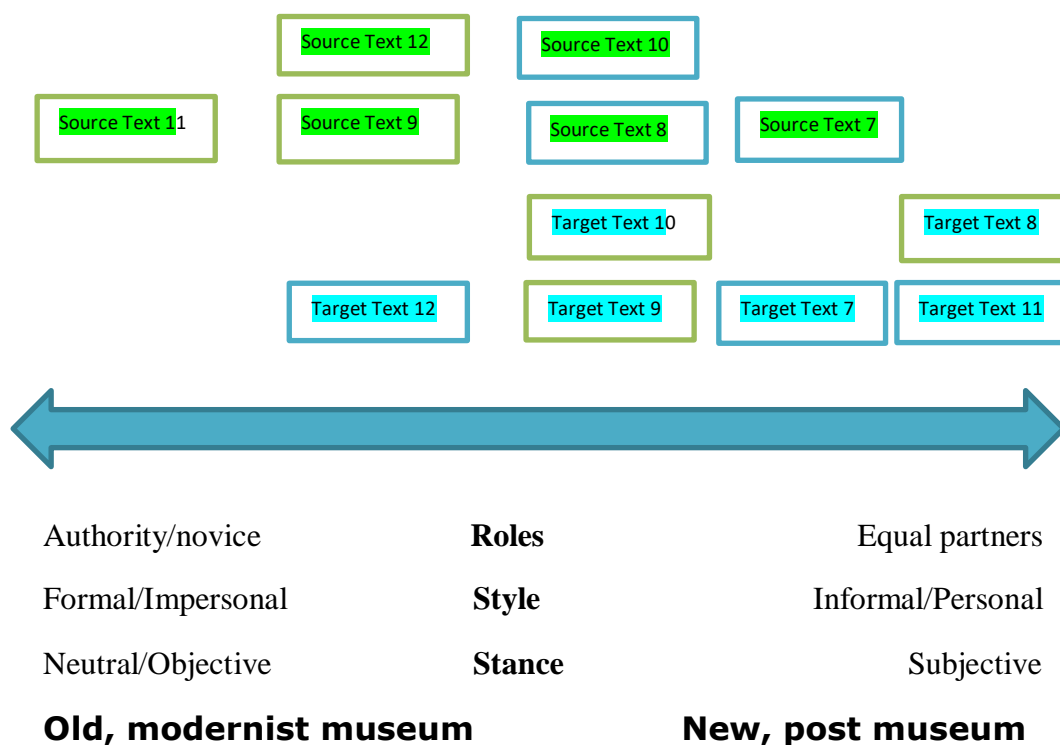 Source Text 12
Source Text 10
Source Text 11
Source Text 9
Source Text 8
Source Text 7
Target Text 10
Target Text 8
Target Text 12
Target Text 9
Target Text 7
Target Text 11
Authority/novice Roles Equal partners
Formal/Impersonal Style Informal/Personal
Neutral/Objective Stance Subjective
Old, modernist museum New, post museum